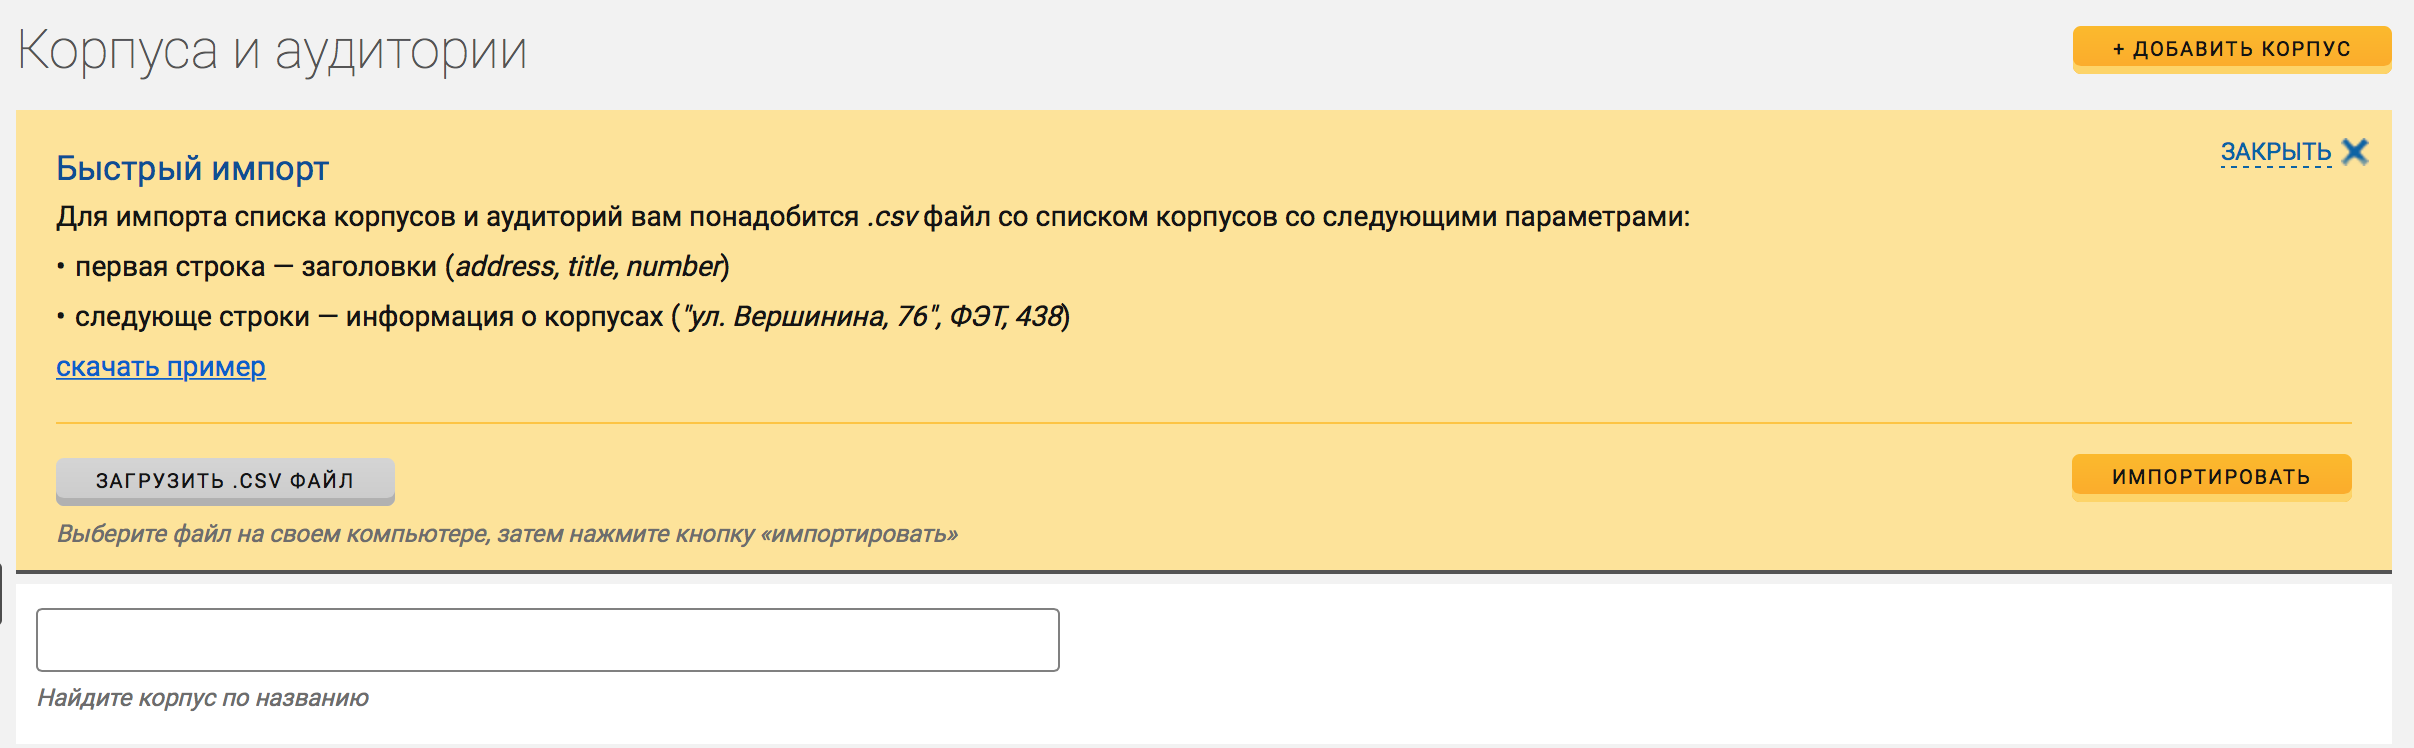 Корпуса и аудитории
+ ДОБАВИТЬ КОРПУС
Быстрый импорт
ЗАКРЫТЬ
Для импорта списка корпусов и аудиторий вам понадобится .csv файл со списком корпусов со следующими параметрами:
• первая строка — заголовки (address, title, number)
• следующе строки — информация о корпусах ("ул. Вершинина, 76", ФЭТ, 438)
скачать пример
ЗАГРУЗИТЬ .CSV ФАЙЛ
ИМПОРТИРОВАТЬ
Выберите файл на своем компьютере, затем нажмите кнопку «импортировать»
Найдите корпус по названию